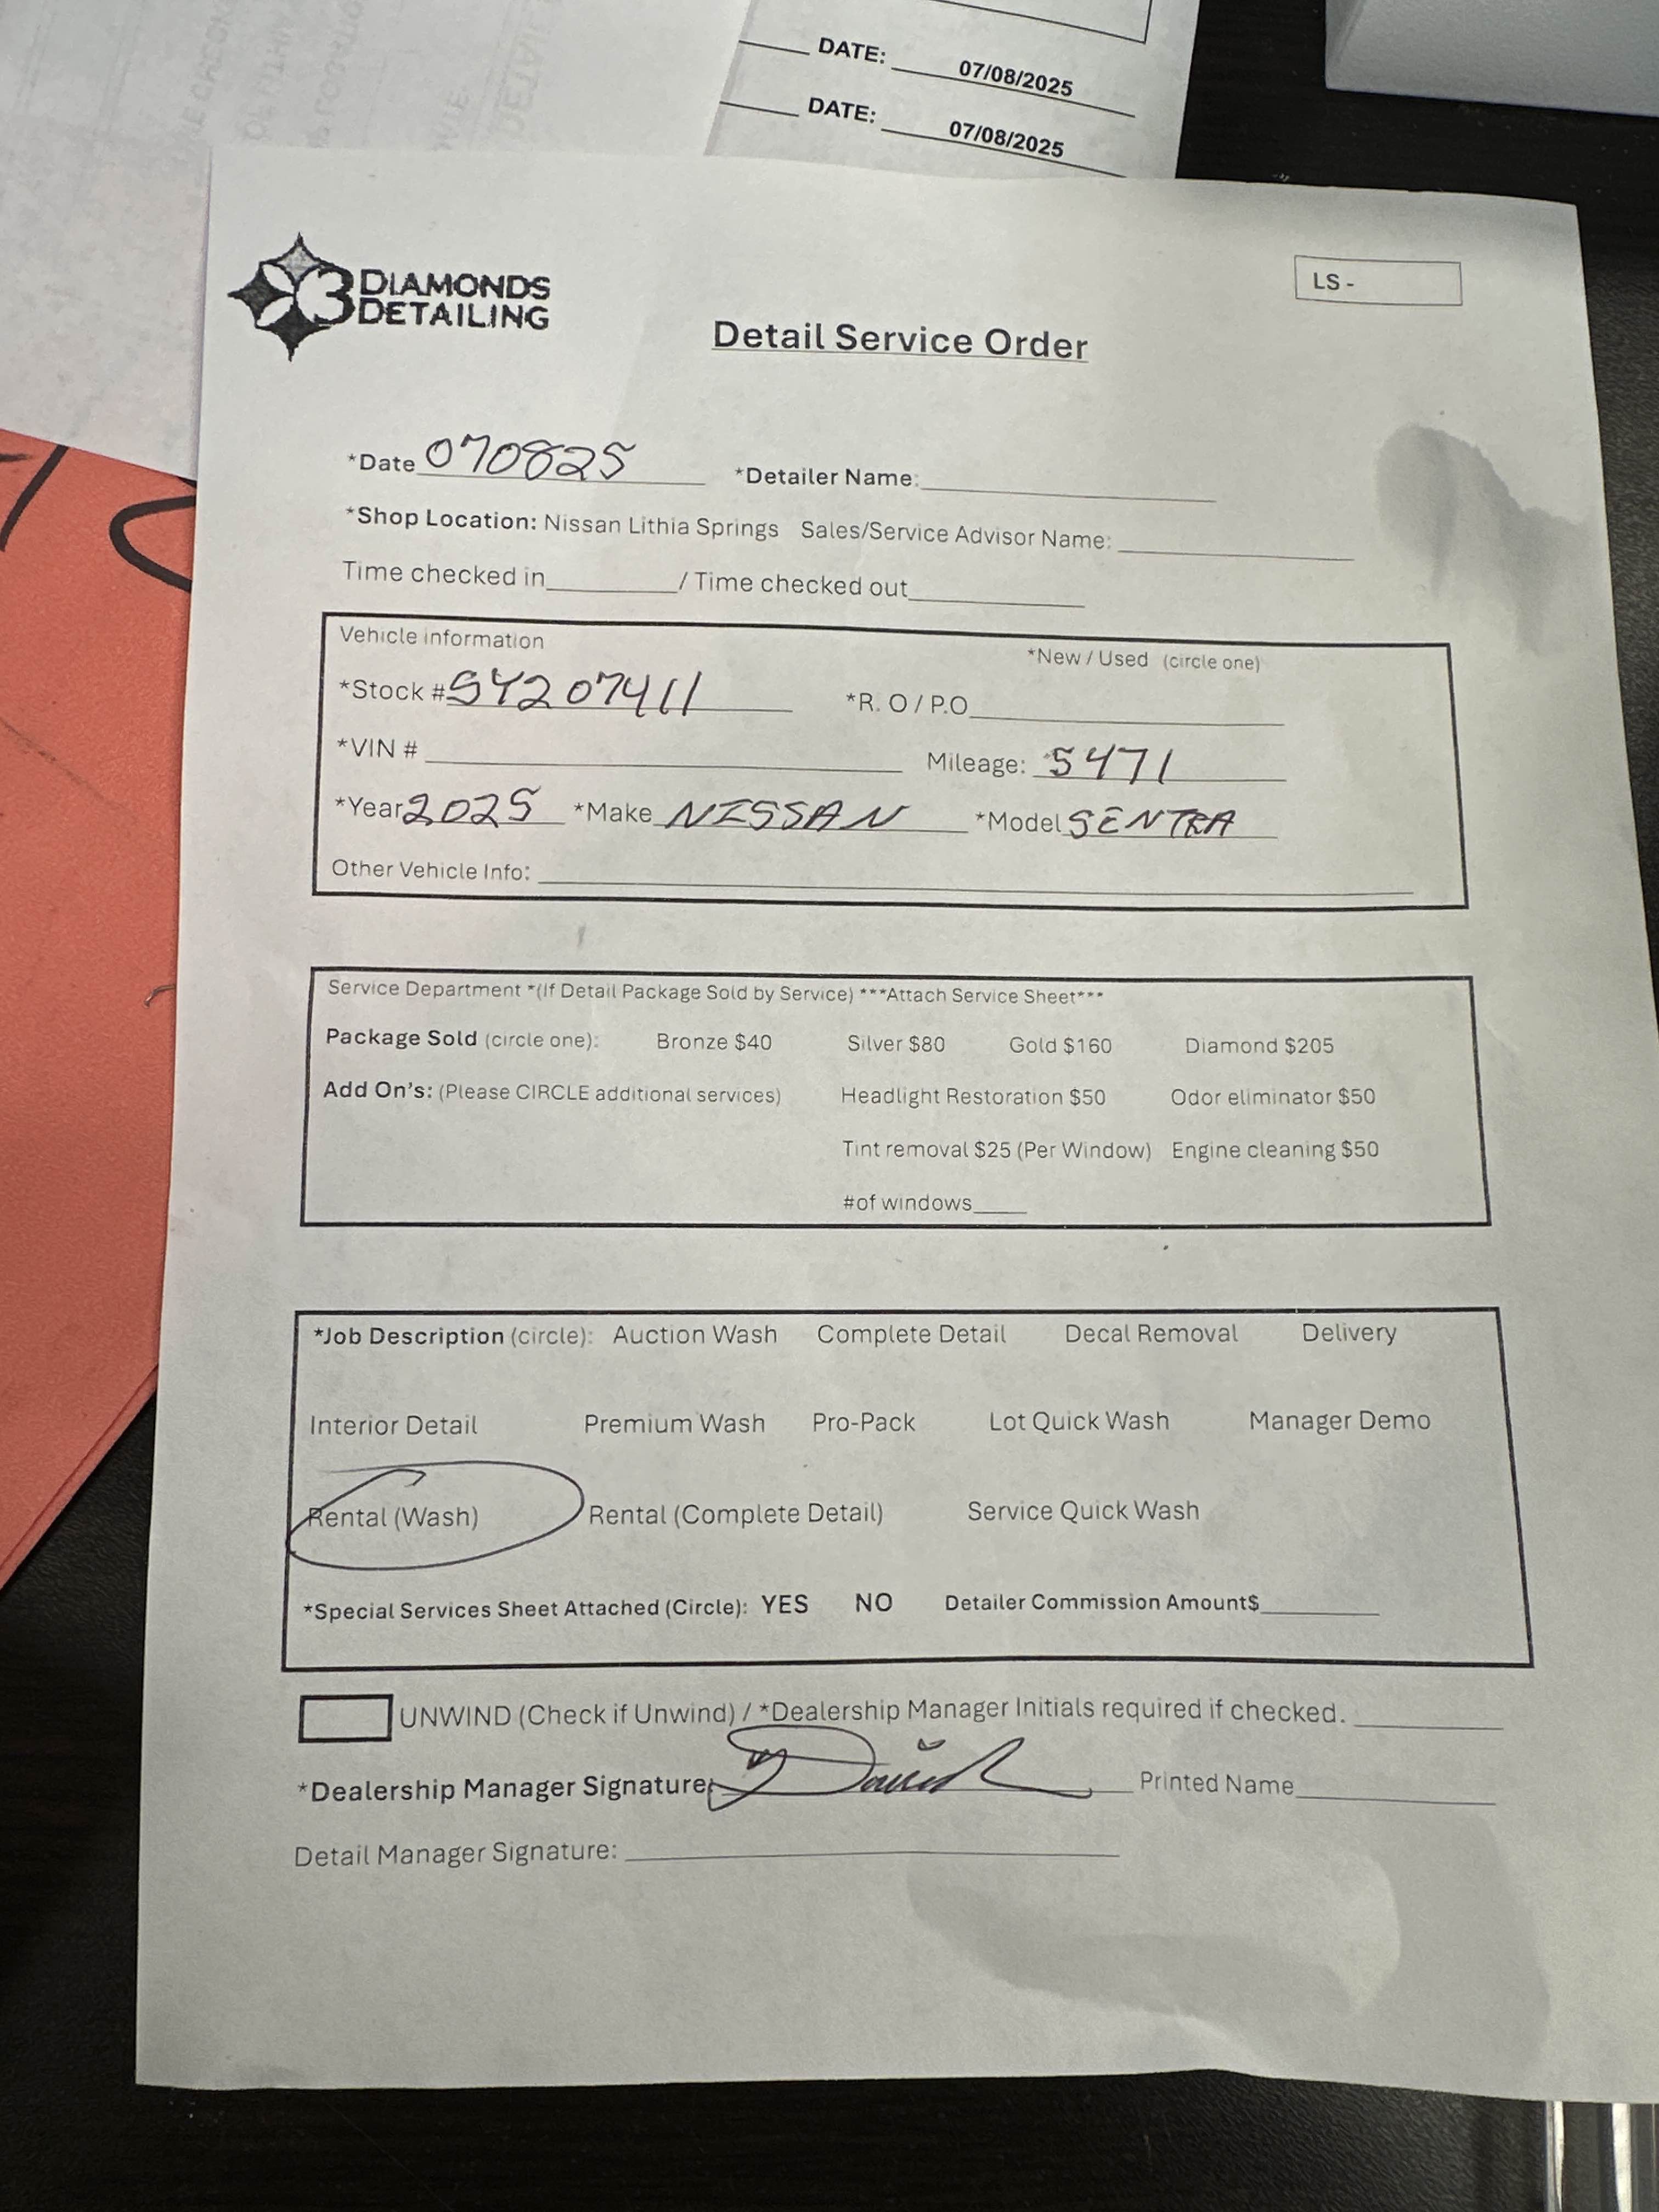 DATE: 07/08/2025
DATE: 07/08/2025
3 DIAMONDS
DETAILING
LS -
Detail Service Order
*Date 070825 *Detailer Name:
*Shop Location: Nissan Lithia Springs Sales/Service Advisor Name:
Time checked in / Time checked out
Vehicle information
*New / Used (circle one)
*Stock # SY207411 *R. O / P.O
*VIN # Mileage: 5471
*Year 2025 *Make NISSAN *Model SENTRA
Other Vehicle Info:
Service Department *(If Detail Package Sold by Service) ***Attach Service Sheet***
Package Sold (circle one): Bronze $40 Silver $80 Gold $160 Diamond $205
Add On's: (Please CIRCLE additional services) Headlight Restoration $50 Odor eliminator $50
Tint removal $25 (Per Window) Engine cleaning $50
#of windows
*Job Description (circle): Auction Wash Complete Detail Decal Removal Delivery
Interior Detail Premium Wash Pro-Pack Lot Quick Wash Manager Demo
Rental (Wash) Rental (Complete Detail) Service Quick Wash
*Special Services Sheet Attached (Circle): YES NO Detailer Commission Amount$
UNWIND (Check if Unwind) / *Dealership Manager Initials required if checked.
*Dealership Manager Signature: Printed Name
Detail Manager Signature: